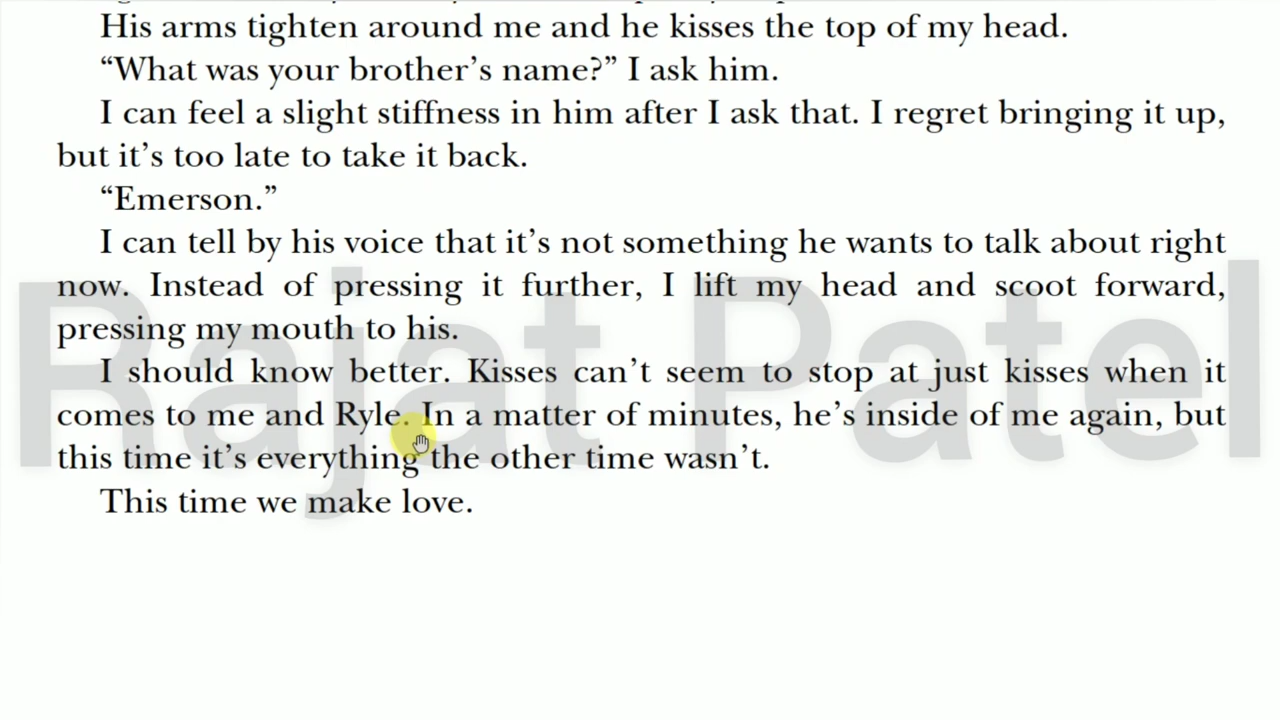 His arms tighten around me and he kisses the top of my head.
“What was your brother’s name?” I ask him.
I can feel a slight stiffness in him after I ask that. I regret bringing it up,
but it’s too late to take it back.
“Emerson.”
I can tell by his voice that it’s not something he wants to talk about right
now. Instead of pressing it further, I lift my head and scoot forward,
pressing my mouth to his.
I should know better. Kisses can’t seem to stop at just kisses when it
comes to me and Ryle. In a matter of minutes, he’s inside of me again, but
this time it’s everything the other time wasn’t.
This time we make love.
Rajat Patel